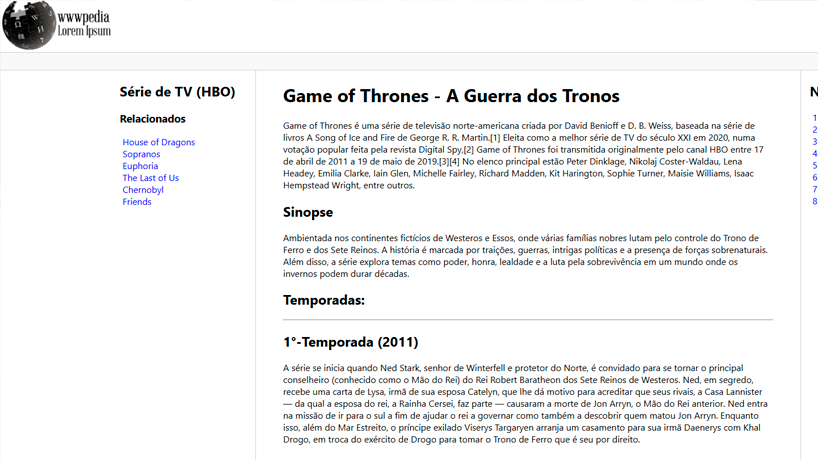 wwwpedia
Lorem Ipsum
Série de TV (HBO)
Relacionados
House of Dragons
Sopranos
Euphoria
The Last of Us
Chernobyl
Friends
Game of Thrones - A Guerra dos Tronos
Game of Thrones é uma série de televisão norte-americana criada por David Benioff e D. B. Weiss, baseada na série de
livros A Song of Ice and Fire de George R. R. Martin.[1] Eleita como a melhor série de TV do século XXI em 2020, numa
votação popular feita pela revista Digital Spy,[2] Game of Thrones foi transmitida originalmente pelo canal HBO entre 17
de abril de 2011 a 19 de maio de 2019.[3][4] No elenco principal estão Peter Dinklage, Nikolaj Coster-Waldau, Lena
Headey, Emilia Clarke, Iain Glen, Michelle Fairley, Richard Madden, Kit Harington, Sophie Turner, Maisie Williams, Isaac
Hempstead Wright, entre outros.
Sinopse
Ambientada nos continentes fictícios de Westeros e Essos, onde várias famílias nobres lutam pelo controle do Trono de
Ferro e dos Sete Reinos. A história é marcada por traições, guerras, intrigas políticas e a presença de forças sobrenaturais.
Além disso, a série explora temas como poder, honra, lealdade e a luta pela sobrevivência em um mundo onde os
invernos podem durar décadas.
Temporadas:
1°-Temporada (2011)
A série se inicia quando Ned Stark, senhor de Winterfell e protetor do Norte, é convidado para se tornar o principal
conselheiro (conhecido como o Mão do Rei) do Rei Robert Baratheon dos Sete Reinos de Westeros. Ned, em segredo,
recebe uma carta de Lysa, irmã de sua esposa Catelyn, que lhe dá motivo para acreditar que seus rivais, a Casa Lannister
— da qual a esposa do rei, a Rainha Cersei, faz parte — causaram a morte de Jon Arryn, o Mão do Rei anterior. Ned entra
na missão de ir para o sul a fim de ajudar o rei a governar como também a descobrir quem matou Jon Arryn. Enquanto
isso, além do Mar Estreito, o príncipe exilado Viserys Targaryen arranja um casamento para sua irmã Daenerys com Khal
Drogo, em troca do exército de Drogo para tomar o Trono de Ferro que é seu por direito.
N
1
2
3
4
5
6
7
8